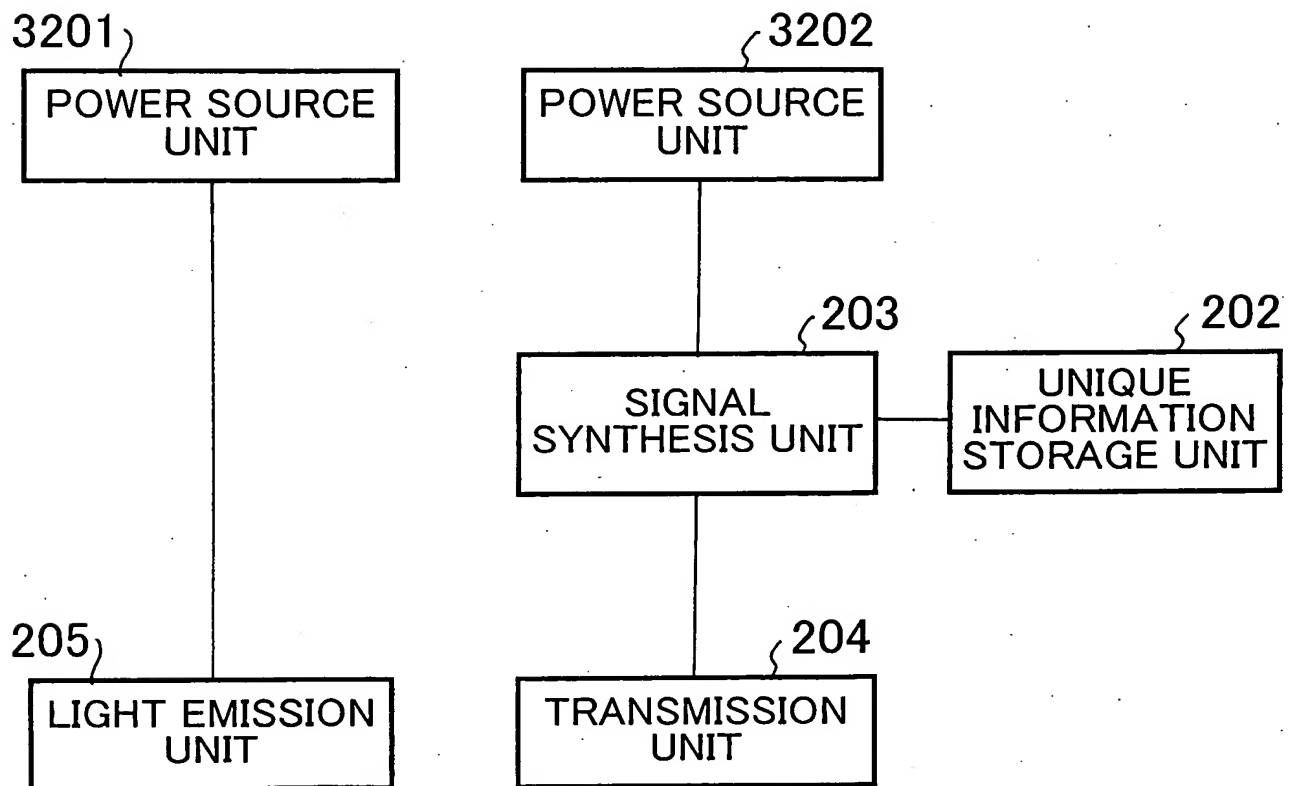 3201
3202
POWER SOURCE
UNIT
POWER SOURCE
UNIT
203
202
SIGNAL
SYNTHESIS UNIT
UNIQUE
INFORMATION
STORAGE UNIT
205
204
LIGHT EMISSION
UNIT
TRANSMISSION
UNIT